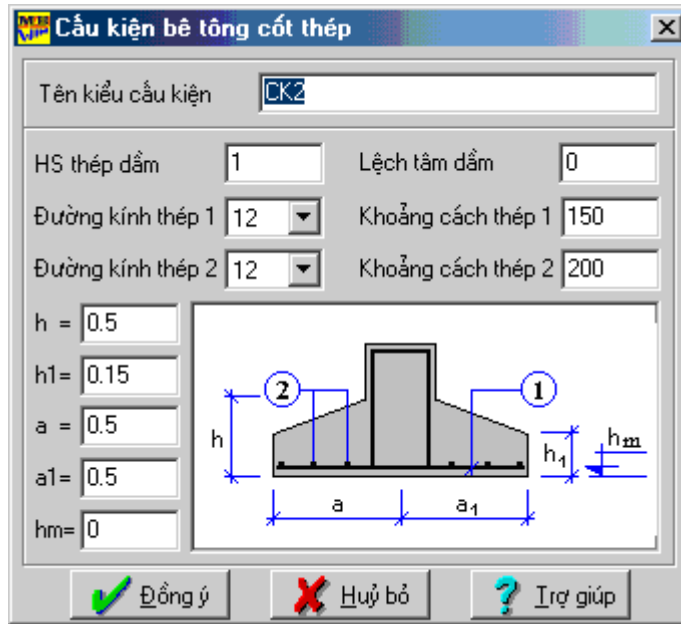 Cấu kiện bê tông cốt thép
Tên kiểu cấu kiện CK2
HS thép dầm 1 Lệch tâm dầm 0
Đường kính thép 1 12 Khoảng cách thép 1 150
Đường kính thép 2 12 Khoảng cách thép 2 200
h = 0.5
h1= 0.15
a = 0.5
a1= 0.5
hm= 0
2 1
h h₁ hm
a a₁
Đồng ý Huỷ bỏ Trợ giúp